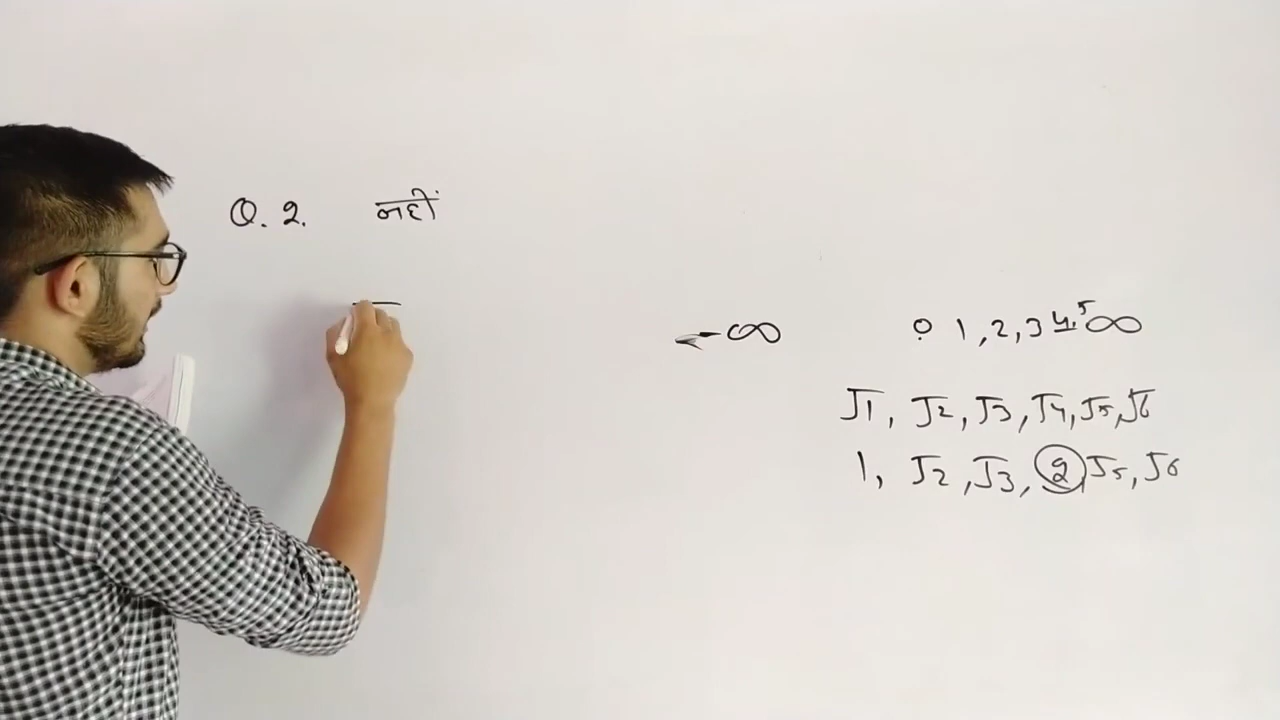 Q. 2. नहीं
-∞ 0 1, 2, 3 4, 5 ∞
√1, √2, √3, √4, √5, √6
1, √2, √3, 2, √5, √6